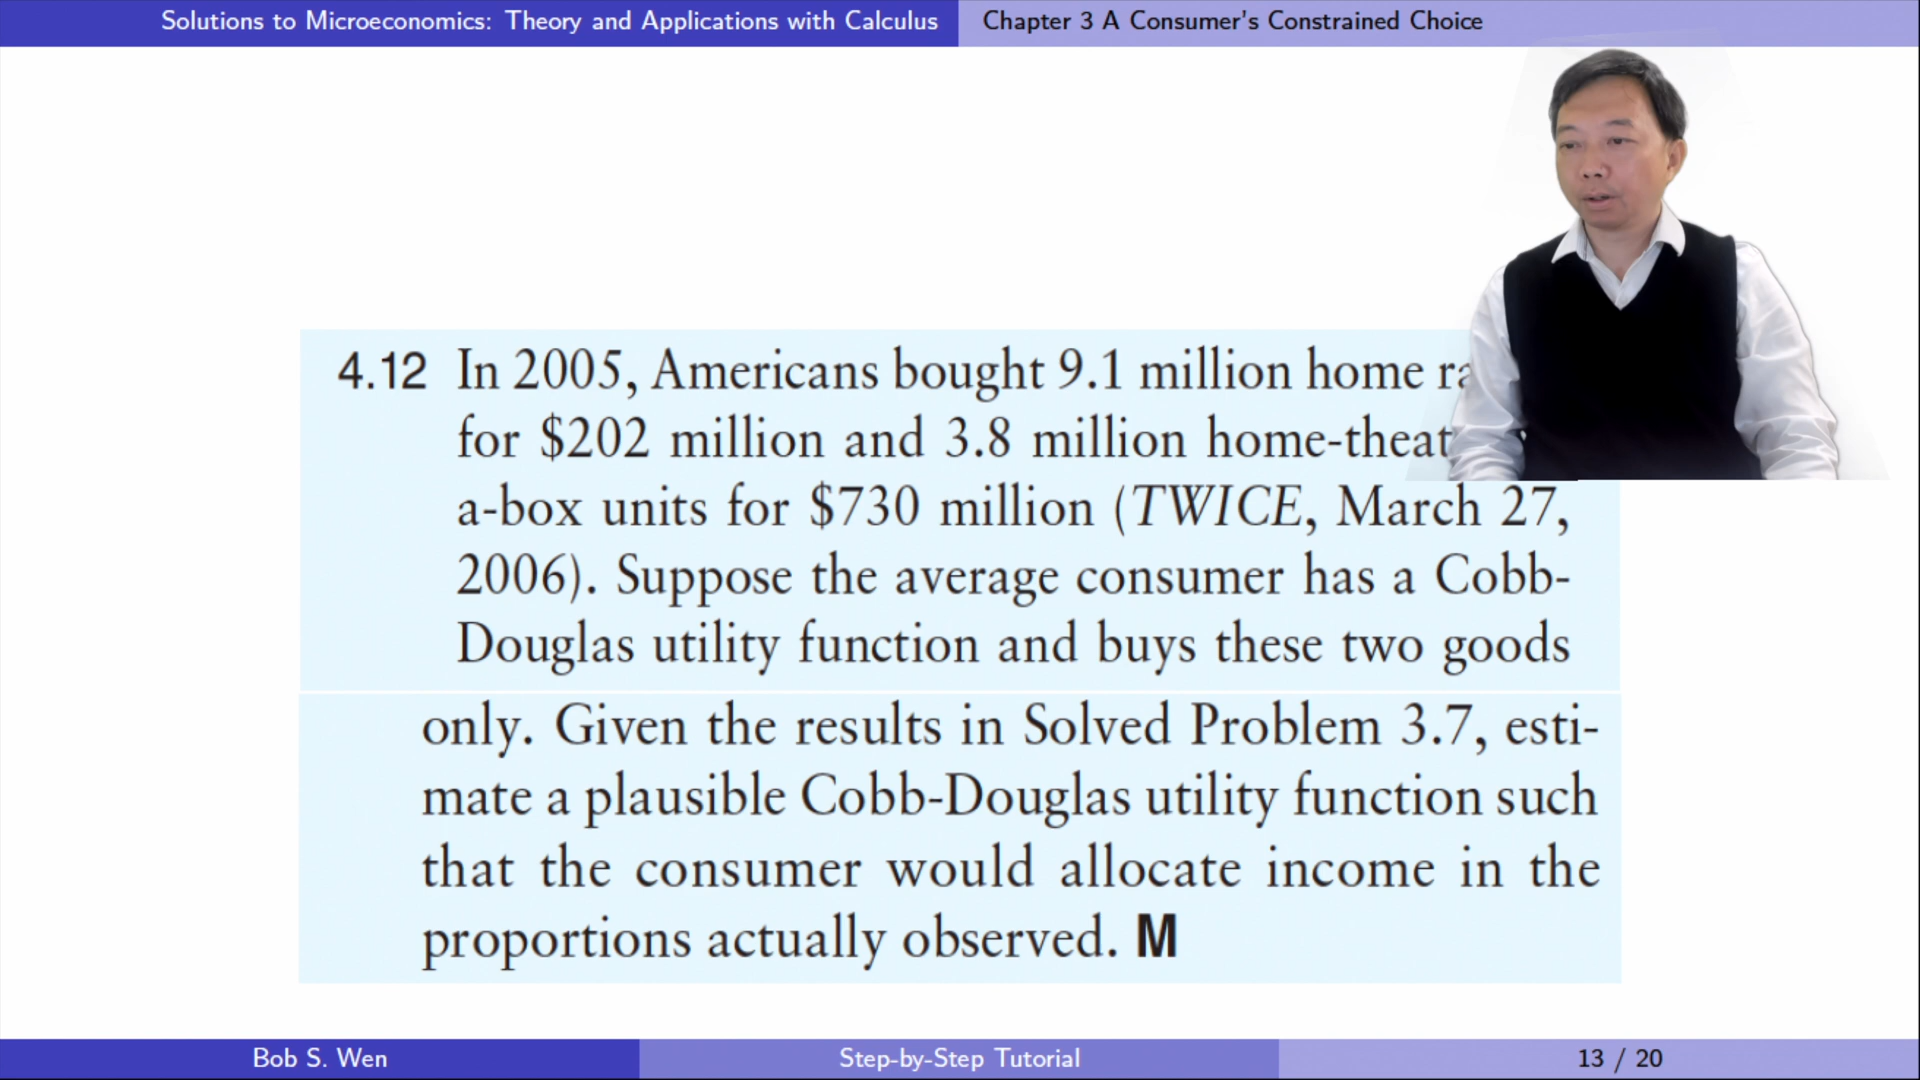 Solutions to Microeconomics: Theory and Applications with Calculus
Chapter 3 A Consumer's Constrained Choice
4.12 In 2005, Americans bought 9.1 million home
for $202 million and 3.8 million
a-box units for $730 million (TWICE, March 27,
2006). Suppose the average consumer has a Cobb-
Douglas utility function and buys these two goods
only. Given the results in Solved Problem 3.7, esti-
mate a plausible Cobb-Douglas utility function such
that the consumer would allocate income in the
proportions actually observed. M
Bob S. Wen
Step-by-Step Tutorial
13 / 20